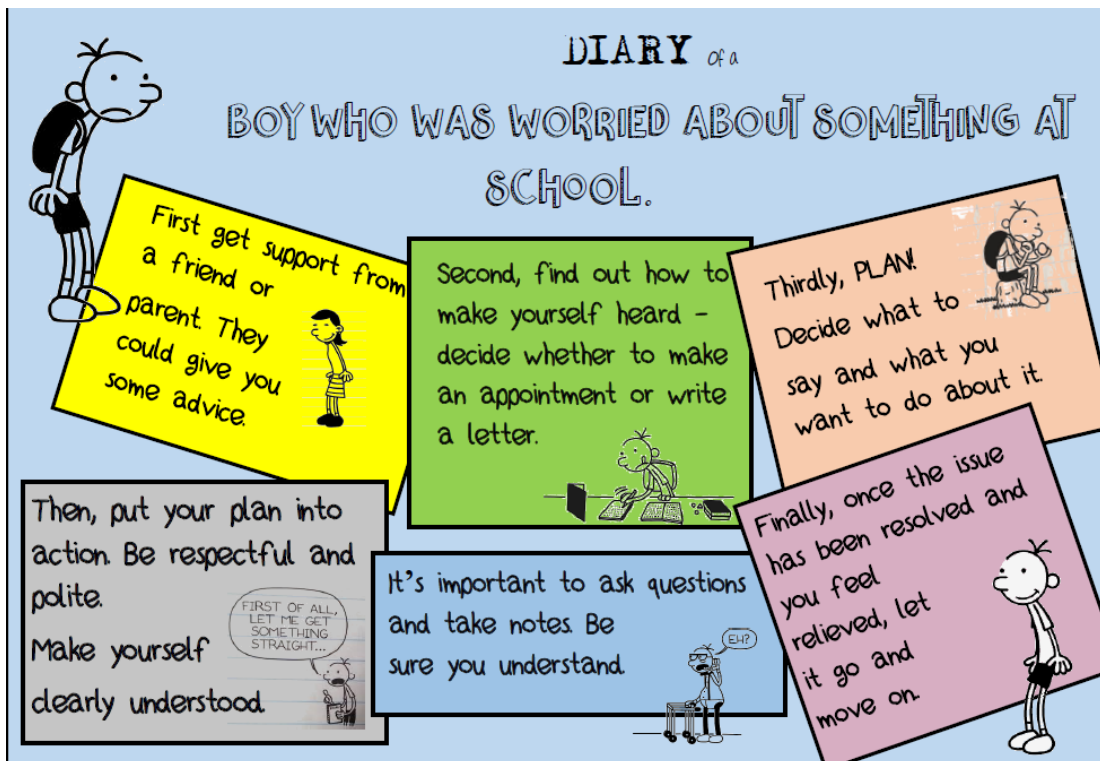 DIARY Of a
BOY WHO WAS WORRIED ABOUT SOMETHING AT
SCHOOL.
First get support from
a friend or
parent. They
could give you
some advice.
Second, find out how to
make yourself heard –
decide whether to make
an appointment or write
a letter.
Thirdly, PLAN!
Decide what to
say and what you
want to do about it.
Then, put your plan into
action. Be respectful and
polite.
Make yourself
clearly understood.
FIRST OF ALL,
LET ME GET
SOMETHING
STRAIGHT...
It's important to ask questions
and take notes. Be
sure you understand.
EH?
Finally, once the issue
has been resolved and
you feel
relieved, let
it go and
move on.